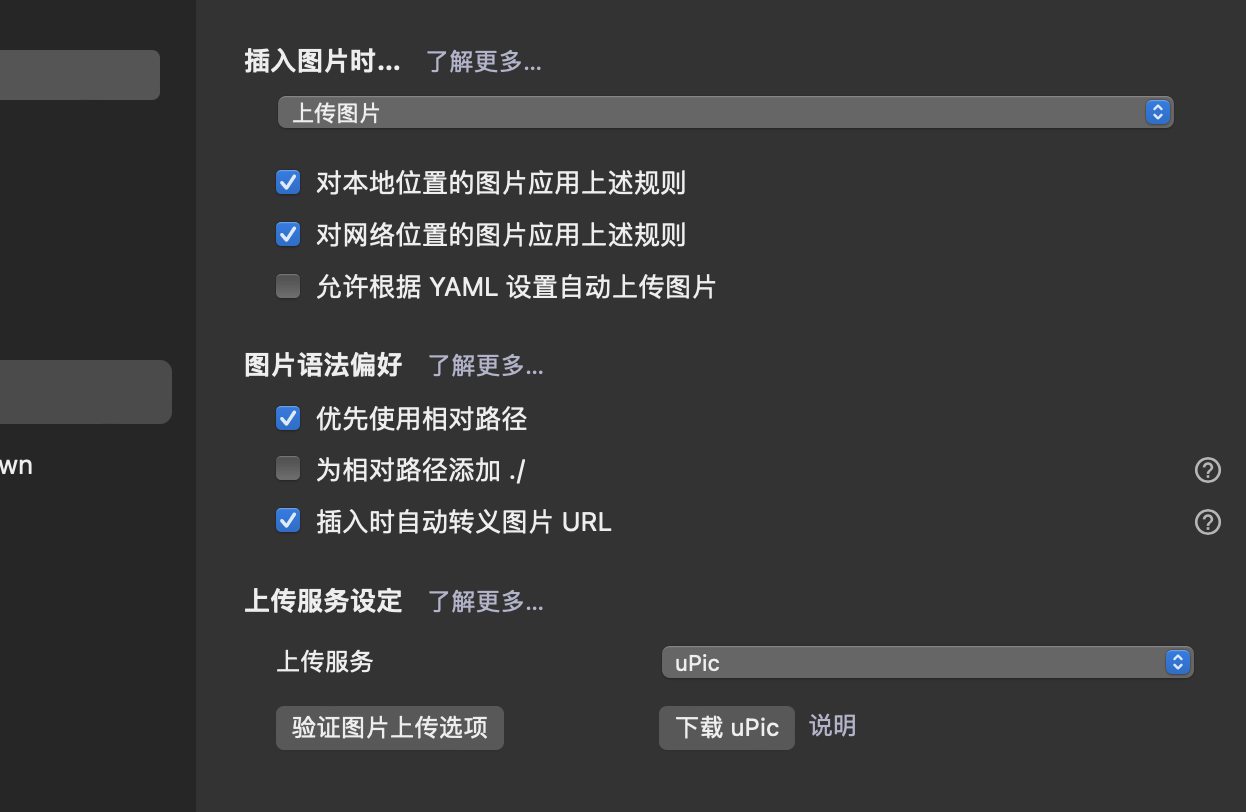 插入图片时... 了解更多...
上传图片
对本地位置的图片应用上述规则
对网络位置的图片应用上述规则
允许根据 YAML 设置自动上传图片
图片语法偏好 了解更多...
优先使用相对路径
wn
为相对路径添加 ./ ?
插入时自动转义图片 URL ?
上传服务设定 了解更多...
上传服务 uPic
验证图片上传选项 下载 uPic 说明